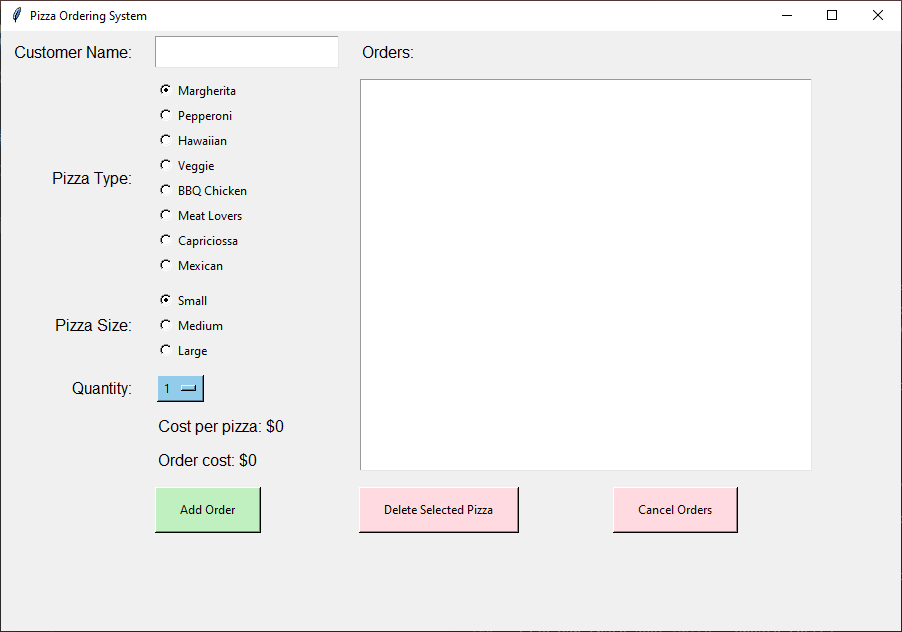 Pizza Ordering System
Customer Name:
Orders:
Pizza Type:
Margherita
Pepperoni
Hawaiian
Veggie
BBQ Chicken
Meat Lovers
Capriciossa
Mexican
Pizza Size:
Small
Medium
Large
Quantity:
1
Cost per pizza: $0
Order cost: $0
Add Order
Delete Selected Pizza
Cancel Orders